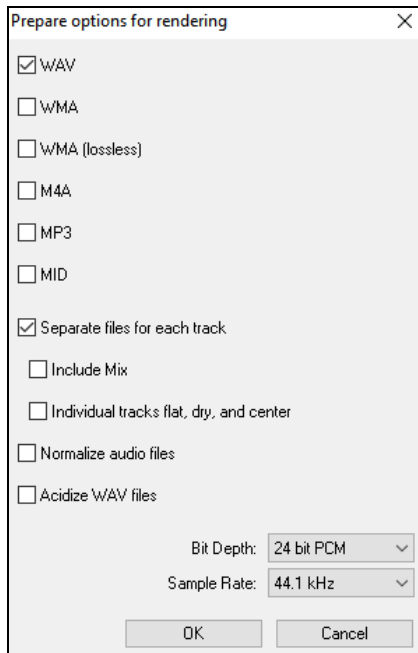 Prepare options for rendering
WAV
WMA
WMA (lossless)
M4A
MP3
MID
Separate files for each track
Include Mix
Individual tracks flat, dry, and center
Normalize audio files
Acidize WAV files
Bit Depth: 24 bit PCM
Sample Rate: 44.1 kHz
OK Cancel